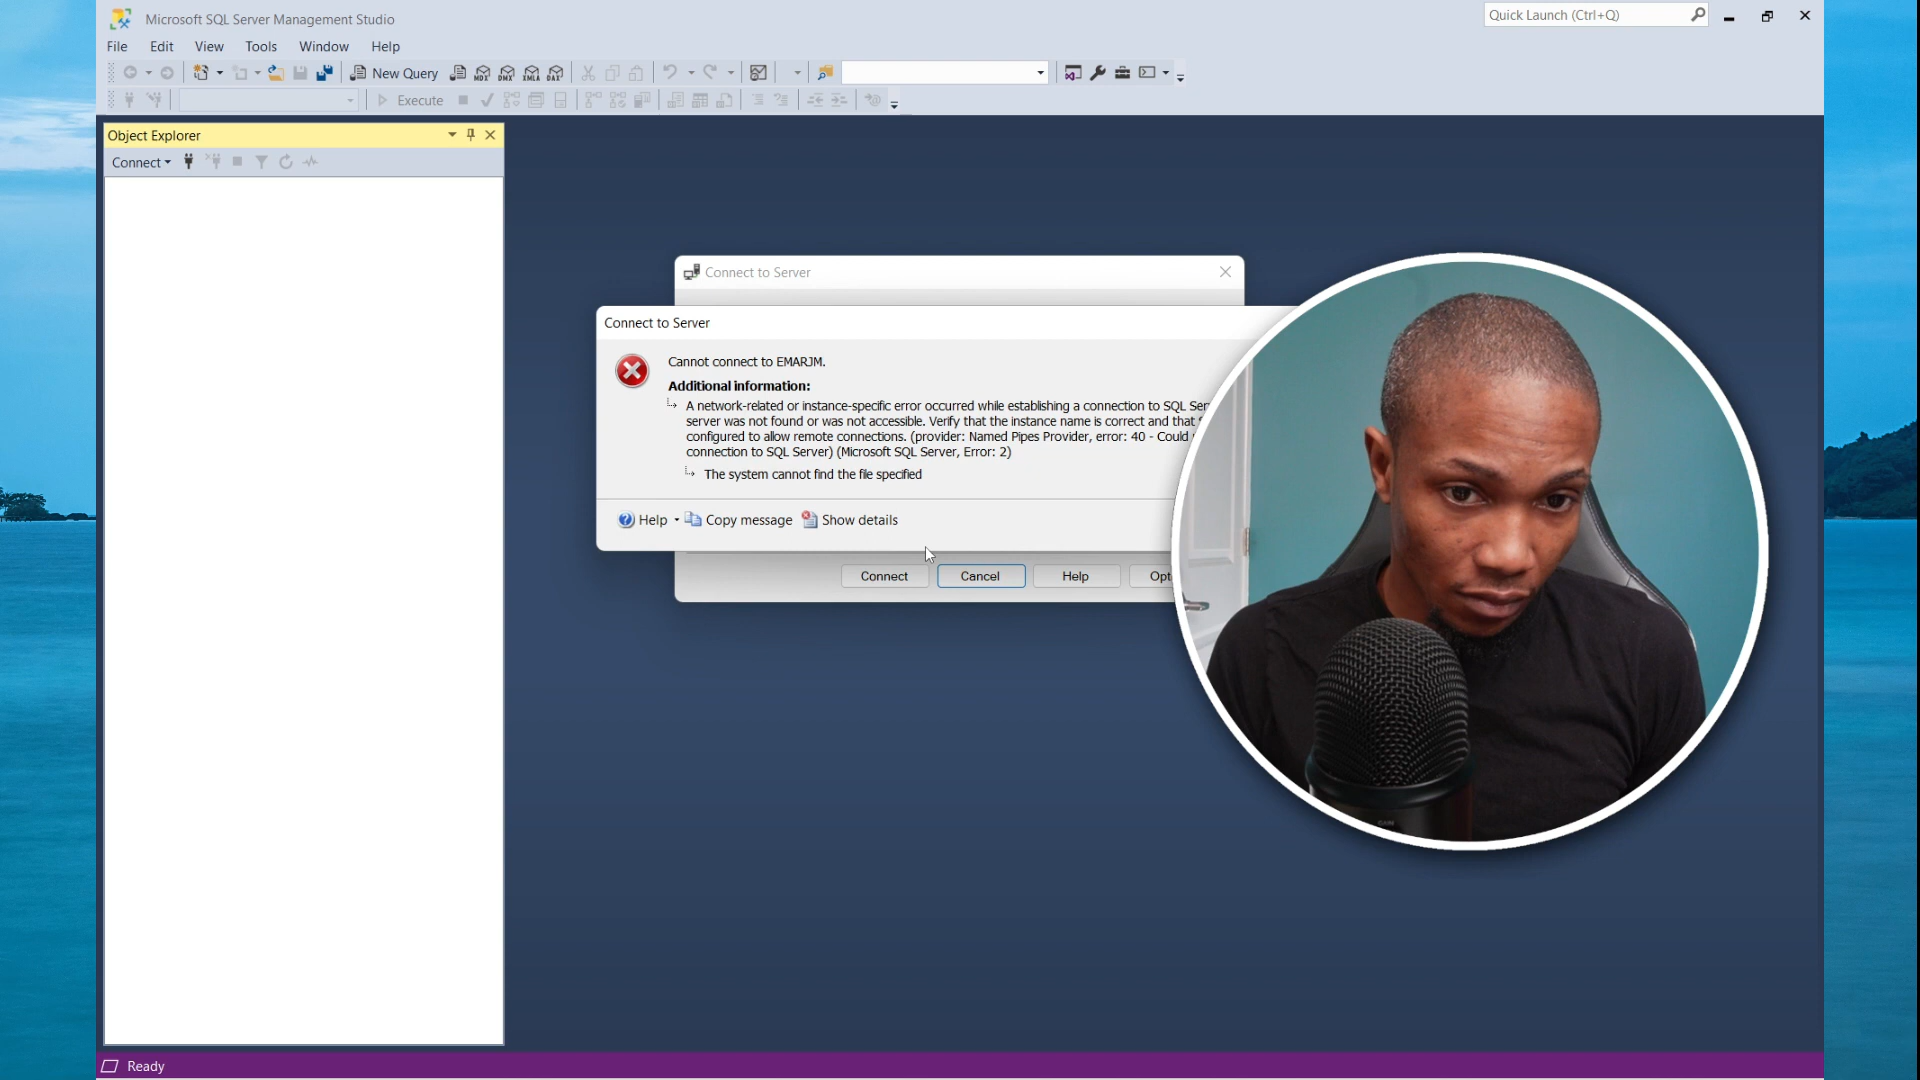 Microsoft SQL Server Management Studio
Quick Launch (Ctrl+Q)
File Edit View Tools Window Help
New Query MDX DMX XMLA DAX
Execute
Object Explorer
Connect
Connect to Server
Connect to Server
Cannot connect to EMARJM.
Additional information:
A network-related or instance-specific error occurred while establishing a connection to SQL Ser
server was not found or was not accessible. Verify that the instance name is correct and that
configured to allow remote connections. (provider: Named Pipes Provider, error: 40 - Could
connection to SQL Server) (Microsoft SQL Server, Error: 2)
The system cannot find the file specified
Help Copy message Show details
Connect Cancel Help Opt
GAIN
Ready